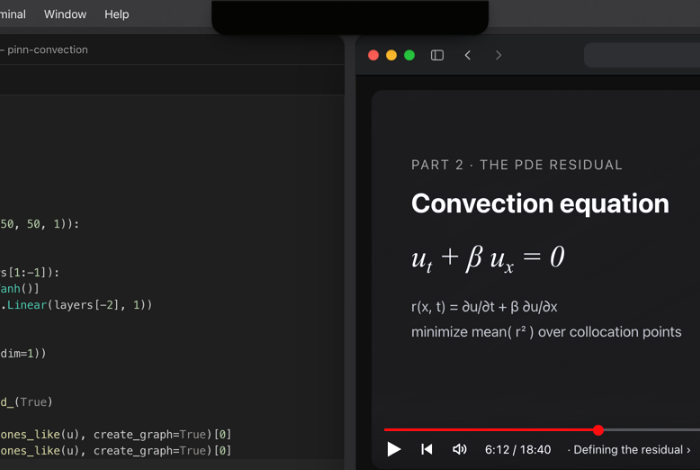 minal Window Help
– pinn-convection
50, 50, 1)):
s[1:-1]):
anh()]
.Linear(layers[-2], 1))
dim=1))
d_(True)
ones_like(u), create_graph=True)[0]
ones_like(u), create_graph=True)[0]
PART 2 · THE PDE RESIDUAL
Convection equation
uₜ + β uₓ = 0
r(x, t) = ∂u/∂t + β ∂u/∂x
minimize mean( r² ) over collocation points
6:12 / 18:40 · Defining the residual ›